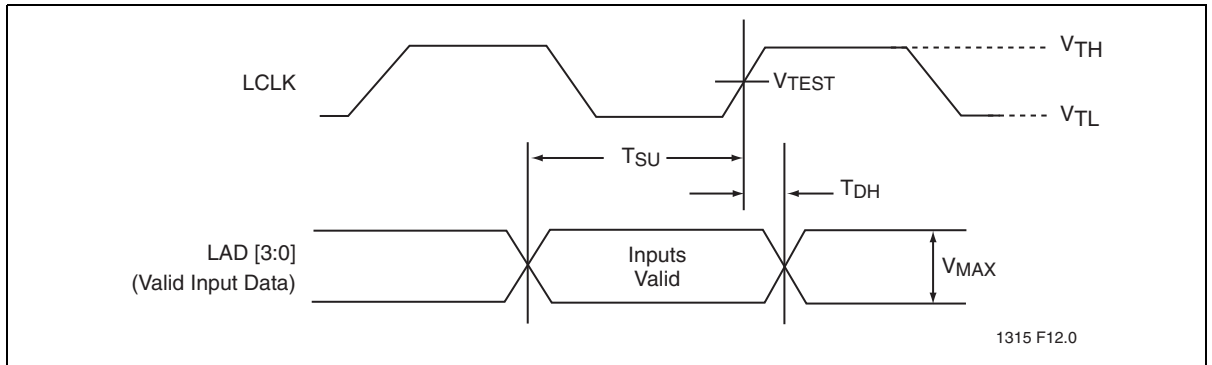 VTH
LCLK
VTEST
VTL
TSU
TDH
LAD [3:0]
(Valid Input Data)
Inputs
Valid
VMAX
1315 F12.0